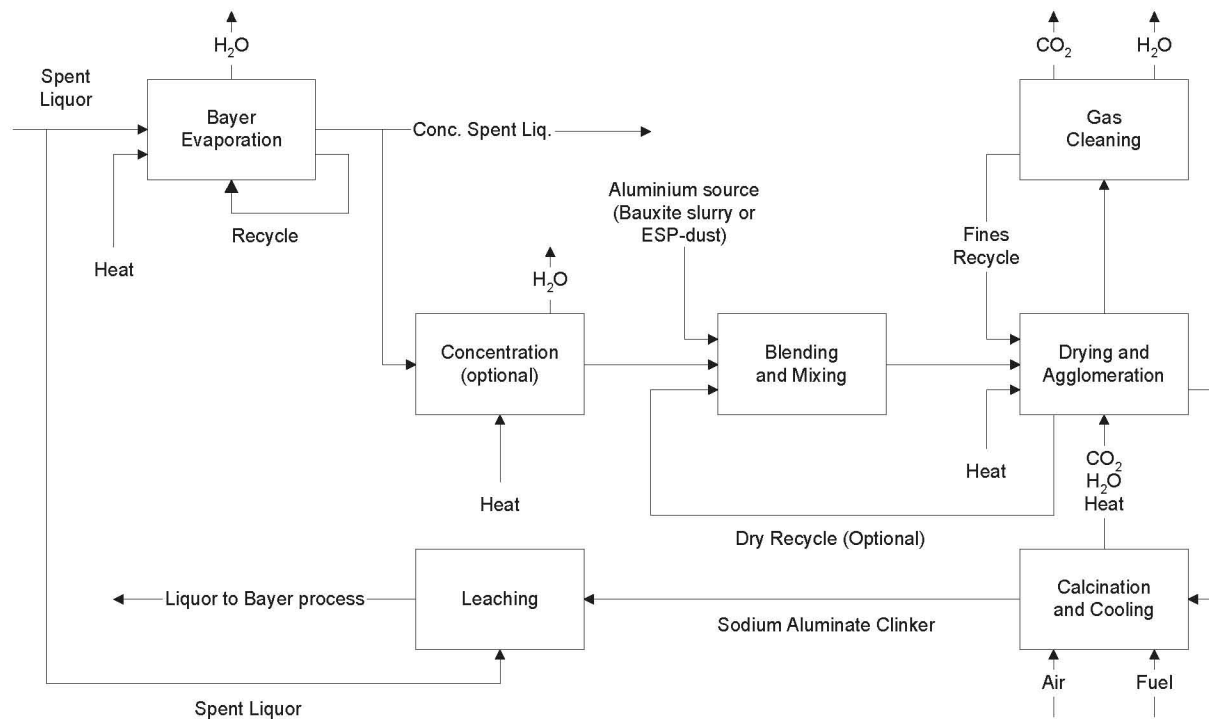 H₂O
CO₂
H₂O
Spent
Liquor
Bayer
Evaporation
Gas
Cleaning
Conc. Spent Liq.
Aluminium source
(Bauxite slurry or
ESP-dust)
Recycle
Fines
Recycle
Heat
H₂O
Concentration
(optional)
Blending
and Mixing
Drying and
Agglomeration
Heat
CO₂
H₂O
Heat
Heat
Dry Recycle (Optional)
Liquor to Bayer process
Leaching
Calcination
and Cooling
Sodium Aluminate Clinker
Air
Fuel
Spent Liquor